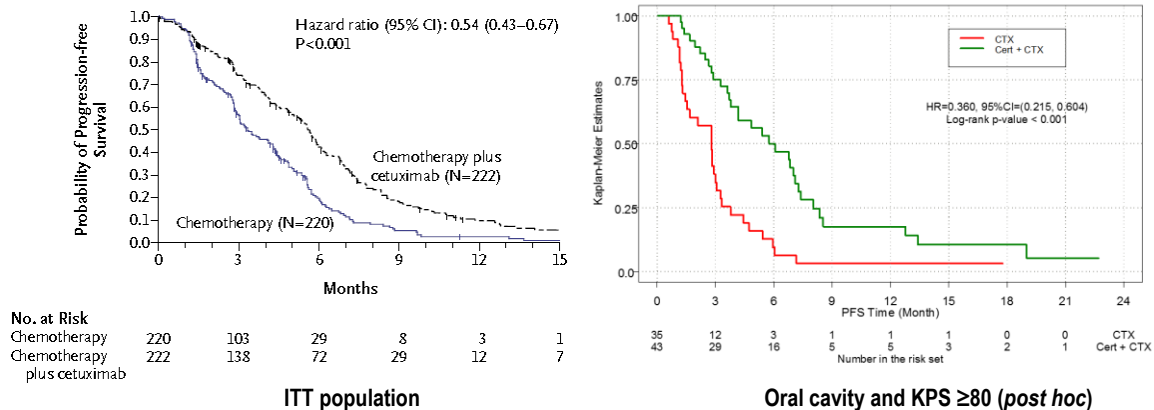 1.0
0.9
0.8
0.7
0.6
0.5
0.4
0.3
0.2
0.1
0.0
Probability of Progression-free
Survival
Hazard ratio (95% CI): 0.54 (0.43–0.67)
P<0.001
Chemotherapy plus
cetuximab (N=222)
Chemotherapy (N=220)
0 3 6 9 12 15
Months
No. at Risk
Chemotherapy 220 103 29 8 3 1
Chemotherapy 222 138 72 29 12 7
plus cetuximab
ITT population
1.00
0.75
0.50
0.25
0.0
Kaplan-Meier Estimates
CTX
Cert + CTX
HR=0.360, 95%CI=(0.215, 0.604)
Log-rank p-value < 0.001
0 3 6 9 12 15 18 21 24
PFS Time (Month)
35 12 3 1 1 1 0 0 CTX
43 29 16 5 5 3 2 1 Cert + CTX
Number in the risk set
Oral cavity and KPS ≥80 (post hoc)